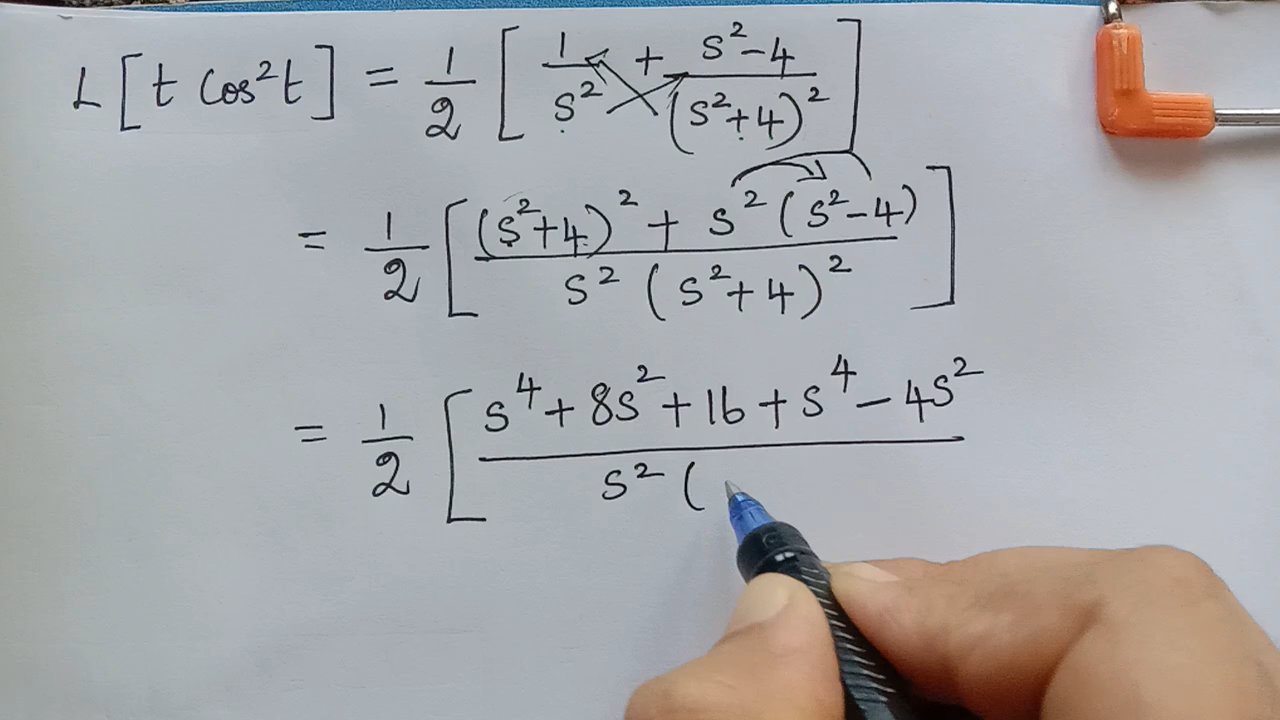 L[t Cos²t] = 1/2 [1/S² + (S²-4)/(S²+4)²]
= 1/2 [((S²+4)² + S²(S²-4))/(S²(S²+4)²)]
= 1/2 [(S⁴+8S²+16+S⁴-4S²)/(S²(